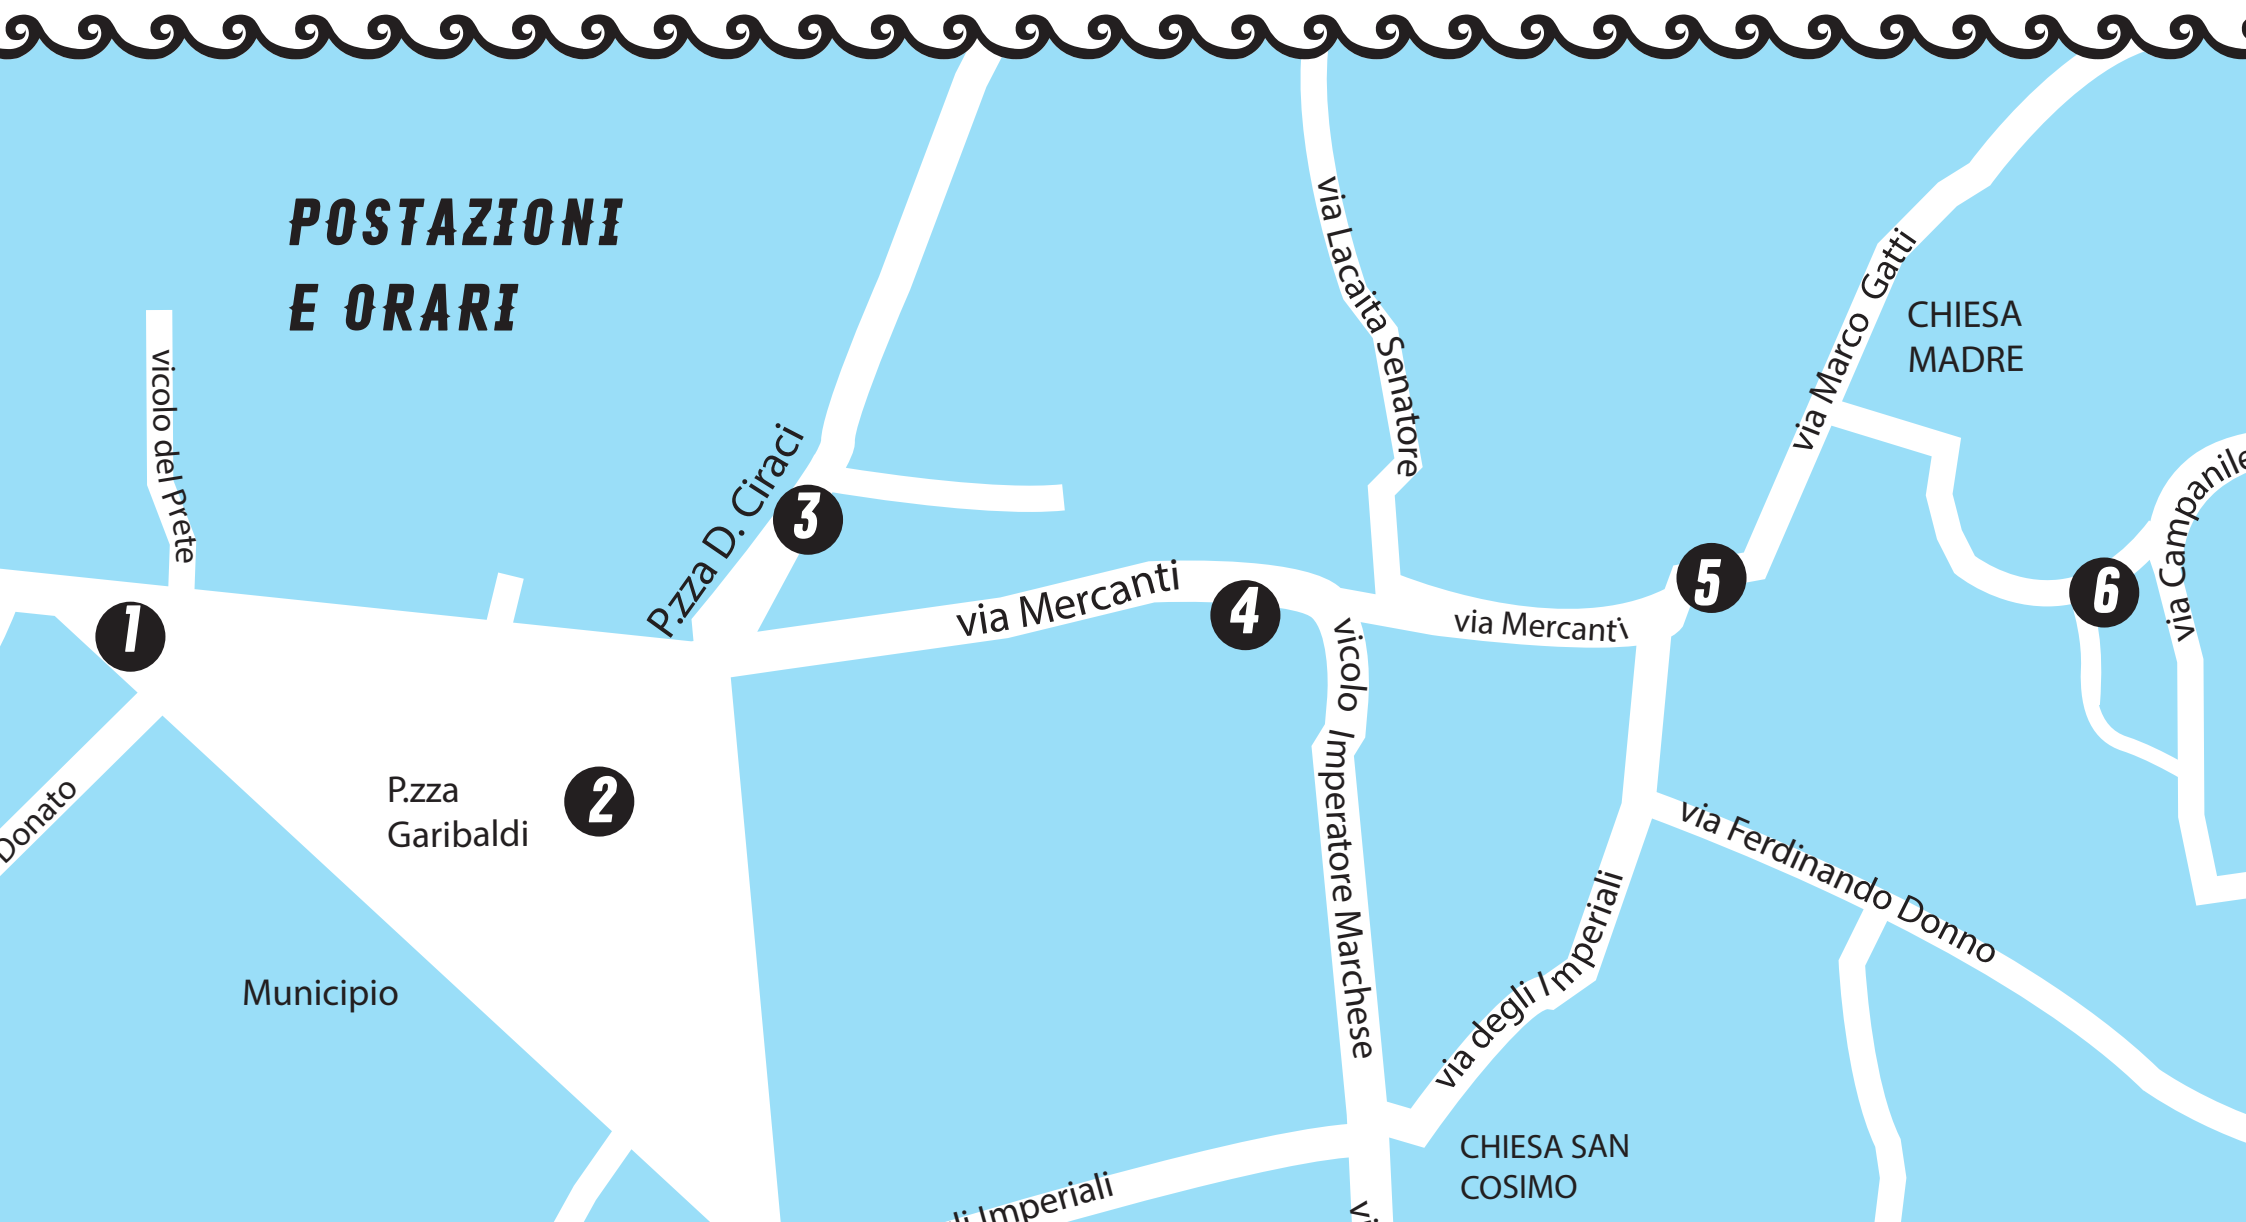 POSTAZIONI
E ORARI
vicolo del Prete
P.zza D. Ciraci
via Lacaita Senatore
via Marco Gatti
CHIESA
MADRE
via Campanile
1
2
3
4
5
6
via Mercanti
via Mercanti
vicolo Imperatore Marchese
P.zza
Garibaldi
Donato
Municipio
via Ferdinando Donno
via degli Imperiali
CHIESA SAN
COSIMO
li Imperiali
vi